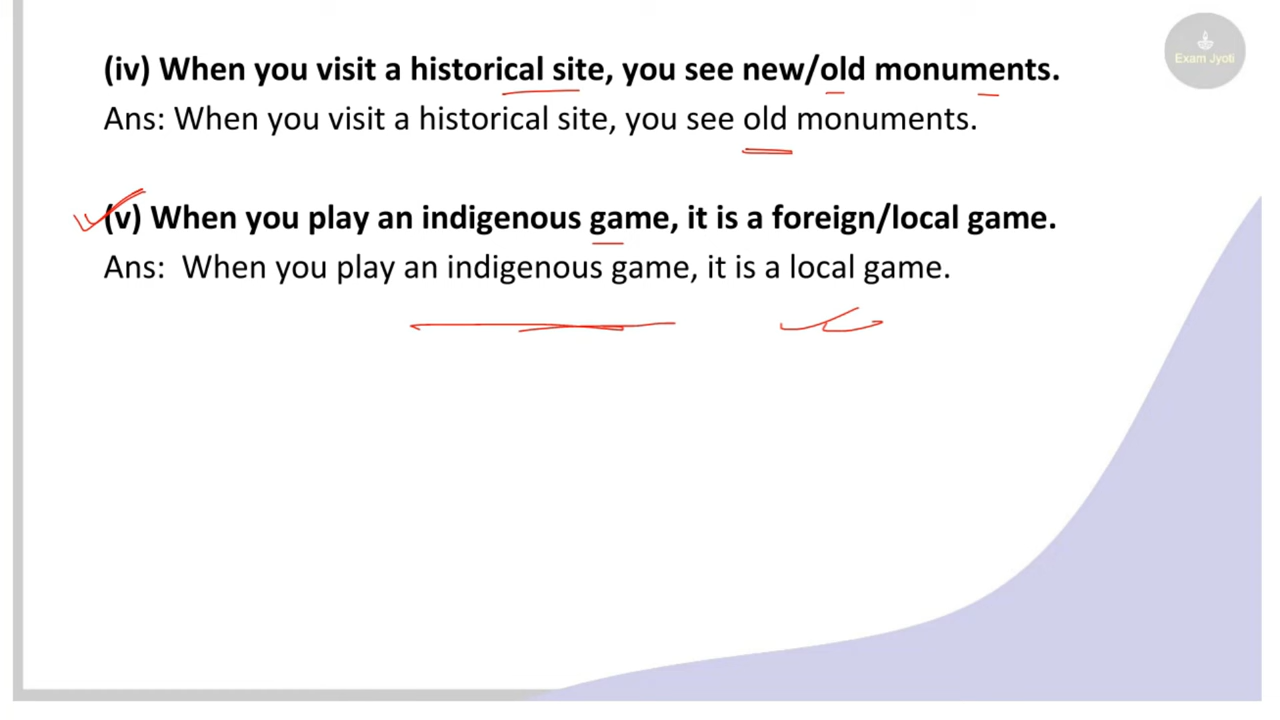 Exam Jyoti
(iv) When you visit a historical site, you see new/old monuments.
Ans: When you visit a historical site, you see old monuments.
(v) When you play an indigenous game, it is a foreign/local game.
Ans: When you play an indigenous game, it is a local game.